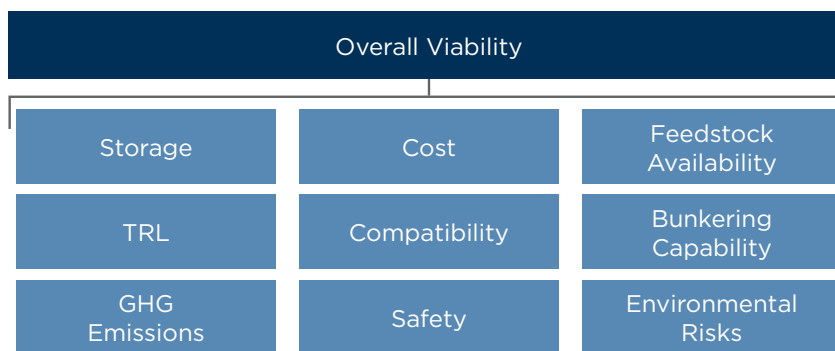 Overall Viability
Storage
Cost
Feedstock
Availability
TRL
Compatibility
Bunkering
Capability
GHG
Emissions
Safety
Environmental
Risks